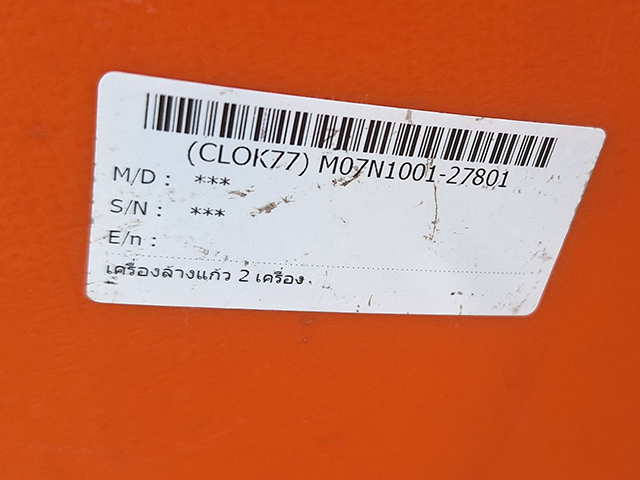 (CLOK77) M07N1001-27801
M/D : ***
S/N : ***
E/n :
เครื่องล้างแก้ว 2 เครื่อง